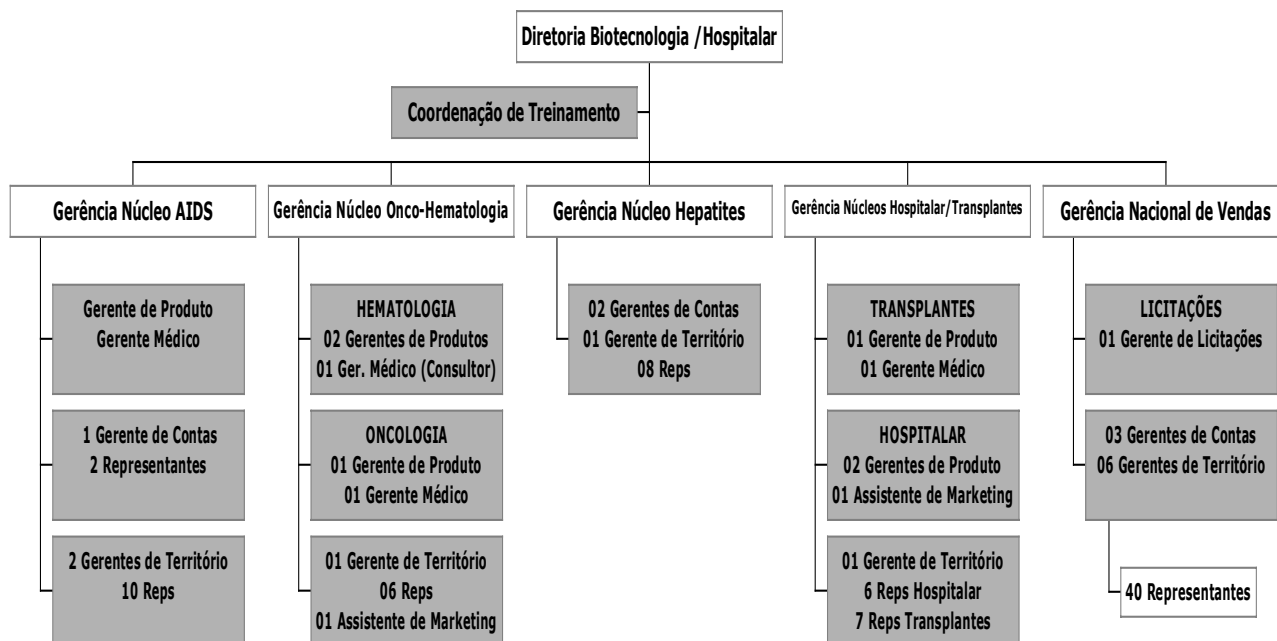 Diretoria Biotecnologia /Hospitalar
Coordenação de Treinamento
Gerência Núcleo AIDS
Gerente de Produto
Gerente Médico
1 Gerente de Contas
2 Representantes
2 Gerentes de Território
10 Reps
Gerência Núcleo Onco-Hematologia
HEMATOLOGIA
02 Gerentes de Produtos
01 Ger. Médico (Consultor)
ONCOLOGIA
01 Gerente de Produto
01 Gerente Médico
01 Gerente de Território
06 Reps
01 Assistente de Marketing
Gerência Núcleo Hepatites
02 Gerentes de Contas
01 Gerente de Território
08 Reps
Gerência Núcleos Hospitalar/Transplantes
TRANSPLANTES
01 Gerente de Produto
01 Gerente Médico
HOSPITALAR
02 Gerentes de Produto
01 Assistente de Marketing
01 Gerente de Território
6 Reps Hospitalar
7 Reps Transplantes
Gerência Nacional de Vendas
LICITAÇÕES
01 Gerente de Licitações
03 Gerentes de Contas
06 Gerentes de Território
40 Representantes